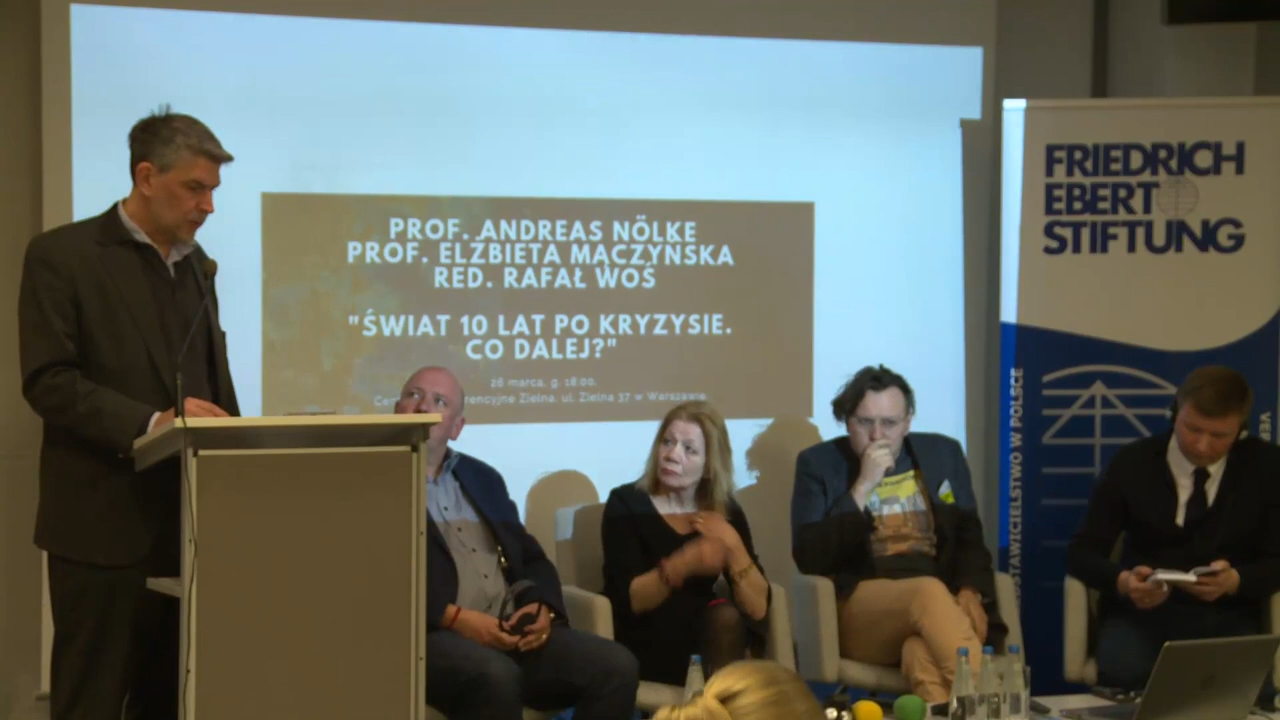 PROF. ANDREAS NÖLKE
PROF. ELŻBIETA MĄCZYŃSKA
RED. RAFAŁ WOŚ
"ŚWIAT 10 LAT PO KRYZYSIE.
CO DALEJ?"
26 marca, g. 18.00,
Zielna, ul. Zielna 37 w Warszawie
FRIEDRICH
EBERT
STIFTUNG
W POLSCE